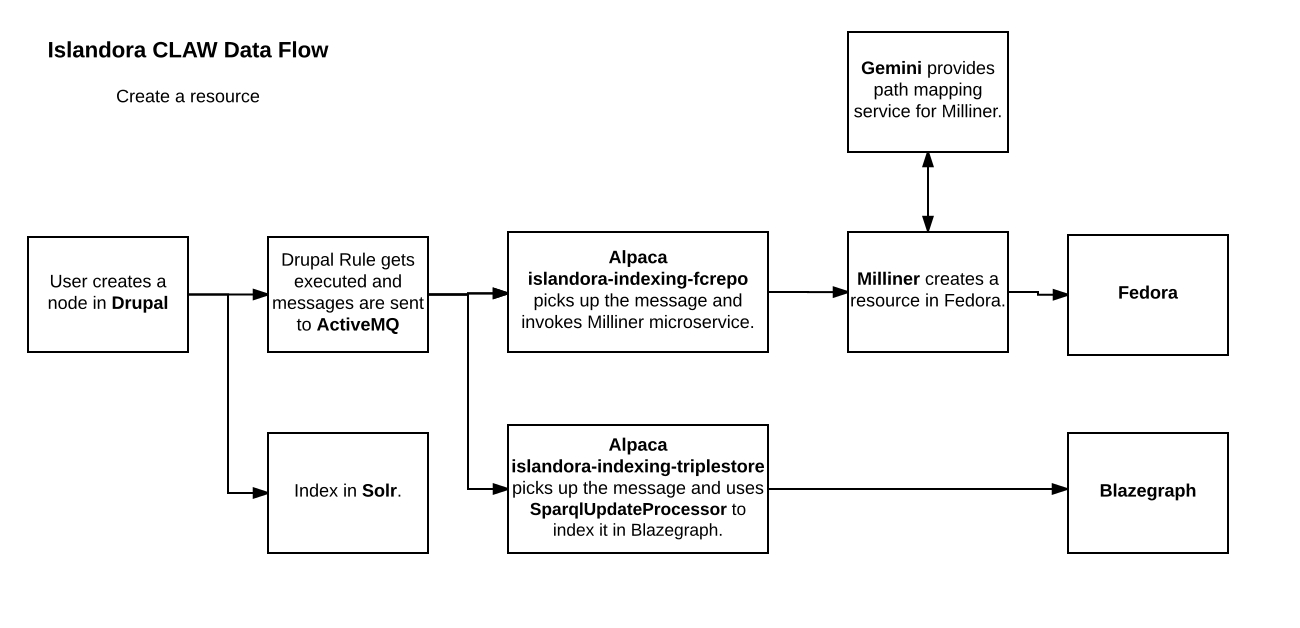 Islandora CLAW Data Flow
Create a resource
Gemini provides
path mapping
service for Milliner.
User creates a
node in Drupal
Drupal Rule gets
executed and
messages are sent
to ActiveMQ
Alpaca
islandora-indexing-fcrepo
picks up the message and
invokes Milliner microservice.
Milliner creates a
resource in Fedora.
Fedora
Index in Solr.
Alpaca
islandora-indexing-triplestore
picks up the message and uses
SparqlUpdateProcessor to
index it in Blazegraph.
Blazegraph